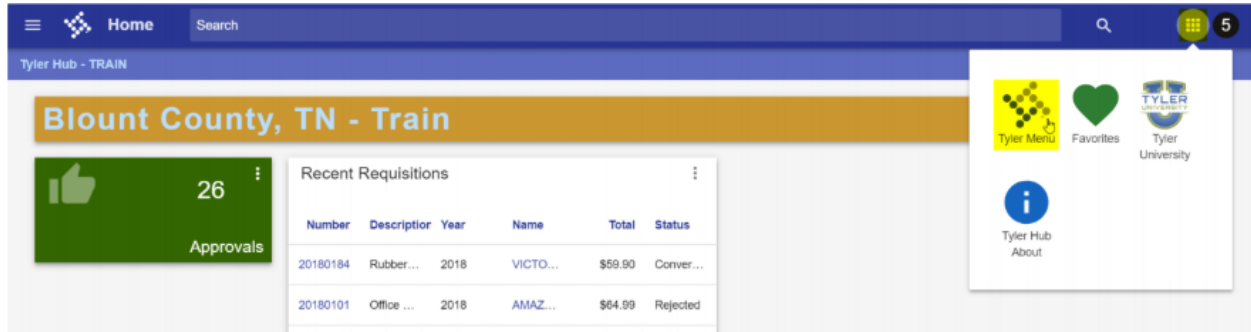 Home Search 5
Tyler Hub - TRAIN
Blount County, TN - Train
26
Approvals
Recent Requisitions
Number Descriptior Year Name Total Status
20180184 Rubber... 2018 VICTO... $59.90 Conver...
20180101 Office ... 2018 AMAZ... $64.99 Rejected
TYLER
UNIVERSITY
Tyler Menu Favorites Tyler
University
i
Tyler Hub
About